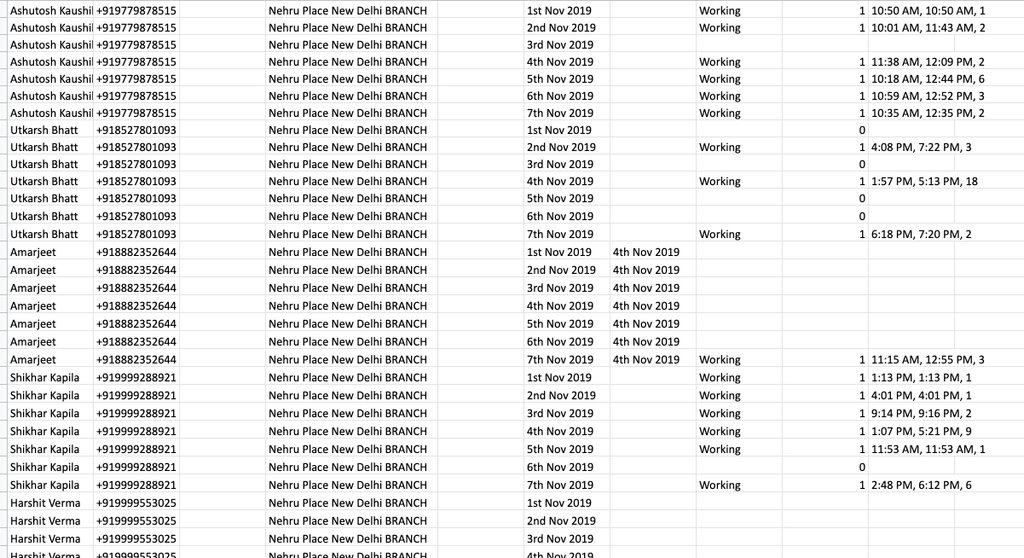 Ashutosh Kaushil +919779878515 Nehru Place New Delhi BRANCH 1st Nov 2019 Working 1 10:50 AM, 10:50 AM, 1
Ashutosh Kaushil +919779878515 Nehru Place New Delhi BRANCH 2nd Nov 2019 Working 1 10:01 AM, 11:43 AM, 2
Ashutosh Kaushil +919779878515 Nehru Place New Delhi BRANCH 3rd Nov 2019
Ashutosh Kaushil +919779878515 Nehru Place New Delhi BRANCH 4th Nov 2019 Working 1 11:38 AM, 12:09 PM, 2
Ashutosh Kaushil +919779878515 Nehru Place New Delhi BRANCH 5th Nov 2019 Working 1 10:18 AM, 12:44 PM, 6
Ashutosh Kaushil +919779878515 Nehru Place New Delhi BRANCH 6th Nov 2019 Working 1 10:59 AM, 12:52 PM, 3
Ashutosh Kaushil +919779878515 Nehru Place New Delhi BRANCH 7th Nov 2019 Working 1 10:35 AM, 12:35 PM, 2
Utkarsh Bhatt +918527801093 Nehru Place New Delhi BRANCH 1st Nov 2019 0
Utkarsh Bhatt +918527801093 Nehru Place New Delhi BRANCH 2nd Nov 2019 Working 1 4:08 PM, 7:22 PM, 3
Utkarsh Bhatt +918527801093 Nehru Place New Delhi BRANCH 3rd Nov 2019 0
Utkarsh Bhatt +918527801093 Nehru Place New Delhi BRANCH 4th Nov 2019 Working 1 1:57 PM, 5:13 PM, 18
Utkarsh Bhatt +918527801093 Nehru Place New Delhi BRANCH 5th Nov 2019 0
Utkarsh Bhatt +918527801093 Nehru Place New Delhi BRANCH 6th Nov 2019 0
Utkarsh Bhatt +918527801093 Nehru Place New Delhi BRANCH 7th Nov 2019 Working 1 6:18 PM, 7:20 PM, 2
Amarjeet +918882352644 Nehru Place New Delhi BRANCH 1st Nov 2019 4th Nov 2019
Amarjeet +918882352644 Nehru Place New Delhi BRANCH 2nd Nov 2019 4th Nov 2019
Amarjeet +918882352644 Nehru Place New Delhi BRANCH 3rd Nov 2019 4th Nov 2019
Amarjeet +918882352644 Nehru Place New Delhi BRANCH 4th Nov 2019 4th Nov 2019
Amarjeet +918882352644 Nehru Place New Delhi BRANCH 5th Nov 2019 4th Nov 2019
Amarjeet +918882352644 Nehru Place New Delhi BRANCH 6th Nov 2019 4th Nov 2019
Amarjeet +918882352644 Nehru Place New Delhi BRANCH 7th Nov 2019 4th Nov 2019 Working 1 11:15 AM, 12:55 PM, 3
Shikhar Kapila +919999288921 Nehru Place New Delhi BRANCH 1st Nov 2019 Working 1 1:13 PM, 1:13 PM, 1
Shikhar Kapila +919999288921 Nehru Place New Delhi BRANCH 2nd Nov 2019 Working 1 4:01 PM, 4:01 PM, 1
Shikhar Kapila +919999288921 Nehru Place New Delhi BRANCH 3rd Nov 2019 Working 1 9:14 PM, 9:16 PM, 2
Shikhar Kapila +919999288921 Nehru Place New Delhi BRANCH 4th Nov 2019 Working 1 1:07 PM, 5:21 PM, 9
Shikhar Kapila +919999288921 Nehru Place New Delhi BRANCH 5th Nov 2019 Working 1 11:53 AM, 11:53 AM, 1
Shikhar Kapila +919999288921 Nehru Place New Delhi BRANCH 6th Nov 2019 0
Shikhar Kapila +919999288921 Nehru Place New Delhi BRANCH 7th Nov 2019 Working 1 2:48 PM, 6:12 PM, 6
Harshit Verma +919999553025 Nehru Place New Delhi BRANCH 1st Nov 2019
Harshit Verma +919999553025 Nehru Place New Delhi BRANCH 2nd Nov 2019
Harshit Verma +919999553025 Nehru Place New Delhi BRANCH 3rd Nov 2019
Harshit Verma +919999553025 Nehru Place New Delhi BRANCH 4th Nov 2019